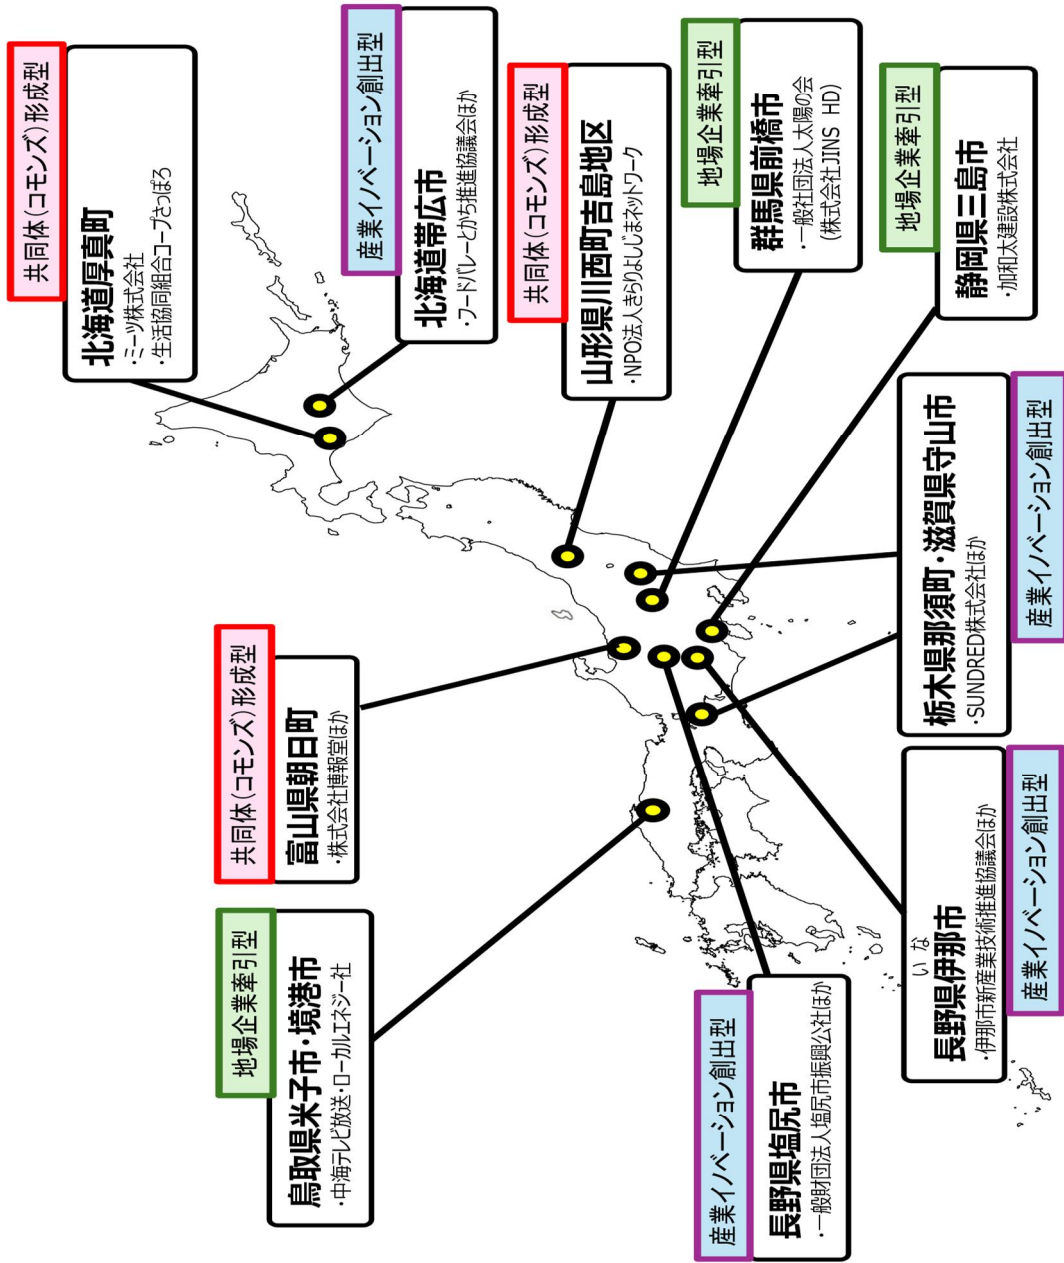 共同体(コモンズ)形成型
北海道厚真町
・ミーツ株式会社
・生活協同組合コープさっぽろ
産業イノベーション創出型
北海道帯広市
・フードバレーとかち推進協議会ほか
共同体(コモンズ)形成型
山形県川西町吉島地区
・NPO法人きらりよしじまネットワーク
地場企業牽引型
群馬県前橋市
・一般社団法人太陽の会
(株式会社JINS HD)
地場企業牽引型
静岡県三島市
・加和太建設株式会社
共同体(コモンズ)形成型
富山県朝日町
・株式会社博報堂ほか
地場企業牽引型
鳥取県米子市・境港市
・中海テレビ放送・ローカルエネジー社
産業イノベーション創出型
長野県塩尻市
・一般財団法人塩尻市振興公社ほか
いな
長野県伊那市
・伊那市新産業技術推進協議会ほか
産業イノベーション創出型
栃木県那須町・滋賀県守山市
・SUNDRED株式会社ほか
産業イノベーション創出型